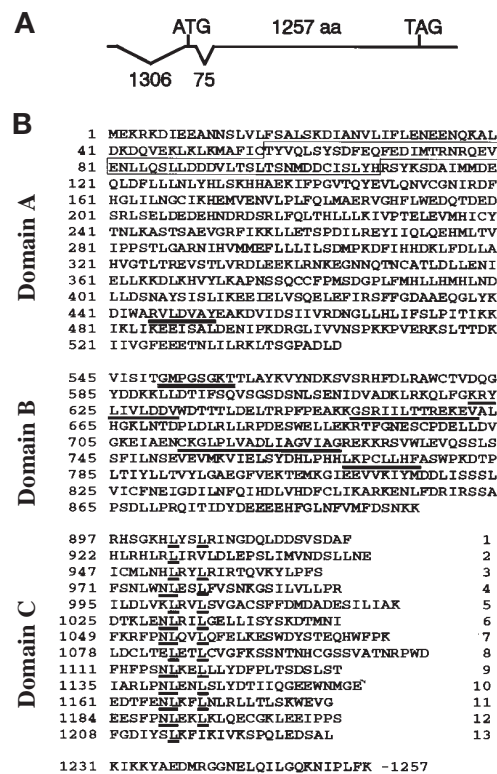 A
ATG 1257 aa TAG
1306 75
B
Domain A
1 MEKRKDIEEANNSLVLFSALSKDIANVLIFLENEENQKAL
41 DKDQVEKLKLKMAFICTYVQLSYSDFEQFEDIMTRNRQEV
81 ENLLQSLLDDDVLTSLTSNMDDCISLYHRSYKSDAIMMDE
121 QLDFLLLNLYHLSKHHAEKIFPGVTQYEVLQNVCGNIRDF
161 HGLILNGCIKHEMVENVLPLFQLMAERVGHFLWEDQTDED
201 SRLSELDEDEHNDRDSRLFQLTHLLLKIVPTELEVMHICY
241 TNLKASTSAEVGRFIKKLLETSPDILREYIIQLQEHMLTV
281 IPPSTLGARNIHVMMEFLLLILSDMPKDFIHHDKLFDLLA
321 HVGTLTREVSTLVRDLEEKLRNKEGNNQTNCATLDLLENI
361 ELLKKDLKHVYLKAPNSSQCCFPMSDGPLFMHLLHMHLND
401 LLDSNAYSISLIKEEIELVSQELEFIRSFFGDAAEQGLYK
441 DIWARVLDVAYEAKDVIDSIIVRDNGLLHLIFSLPITIKK
481 IKLIKEEISALDENIPKDRGLIVVNSPKKPVERKSLTTDK
521 IIVGFEEETNLILRKLTSGPADLD
Domain B
545 VISITGMPGSGKTTLAYKVYNDKSVSRHFDLRAWCTVDQG
585 YDDKKLLDTIFSQVSGSDSNLSENIDVADKLRKQLFGKRY
625 LIVLDDVWDTTTLDELTRPFPEAKKGSRIILTTREKEVAL
665 HGKLNTDPLDLRLLRPDESWELLEKRTFGNESCPDELLDV
705 GKEIAENCKGLPLVADLIAGVIAGREKKRSVWLEVQSSLS
745 SFILNSEVEVMKVIELSYDHLPHHLKPCLLHFASWPKDTP
785 LTIYLLTVYLGAEGFVEKTEMKGIEEVVKIYMDDLISSSL
825 VICFNEIGDILNFQIHDLVHDFCLIKARKENLFDRIRSSA
865 PSDLLPRQITIDYDEEEEHFGLNFVMFDSNKK
Domain C
897 RHSGKHLYSLRINGDQLDDSVSDAF 1
922 HLRHLRLIRVLDLEPSLIMVNDSLLNE 2
947 ICMLNHLRYLRIRTQVKYLPFS 3
971 FSNLWNLESLFVSNKGSILVLLPR 4
995 ILDLVKLRVLSVGACSFFDMDADESILIAK 5
1025 DTKLENLRILGELLISYSKDTMNI 6
1049 FKRFPNLQVLQFELKESWDYSTEQHWFPK 7
1078 LDCLTELETLCVGFKSSNTNHCGSSVATNRPWD 8
1111 FHFPSNLKELLLYDFPLTSDSLST 9
1135 IARLPNLENLSLYDTIIQGEEWNMGE 10
1161 EDTFENLKFLNLRLLTLSKWEVG 11
1184 EESFPNLEKLKLQECGKLEEIPPS 12
1208 FGDIYSLKFIKIVKSPQLEDSAL 13
1231 KIKKYAEDMRGGNELQILGQKNIPLFK -1257